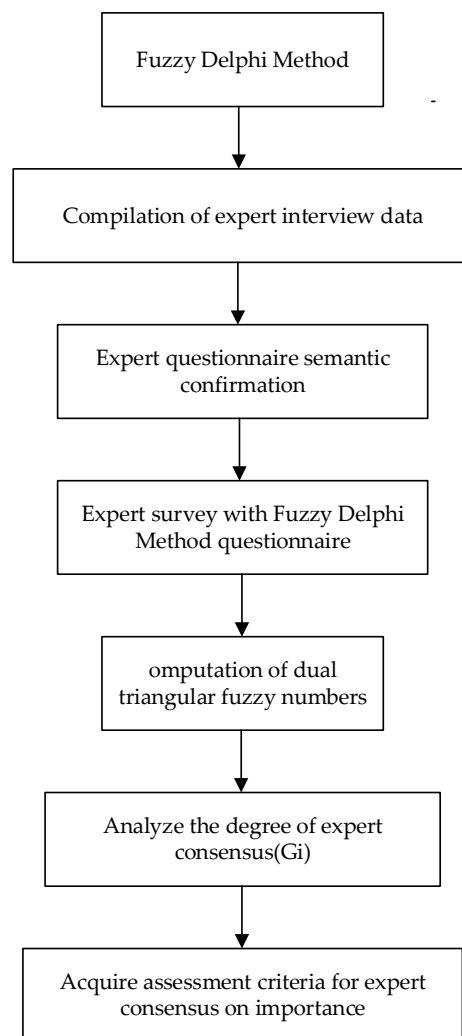 Fuzzy Delphi Method
-
Compilation of expert interview data
Expert questionnaire semantic
confirmation
Expert survey with Fuzzy Delphi
Method questionnaire
omputation of dual
triangular fuzzy numbers
Analyze the degree of expert
consensus(Gi)
Acquire assessment criteria for expert
consensus on importance